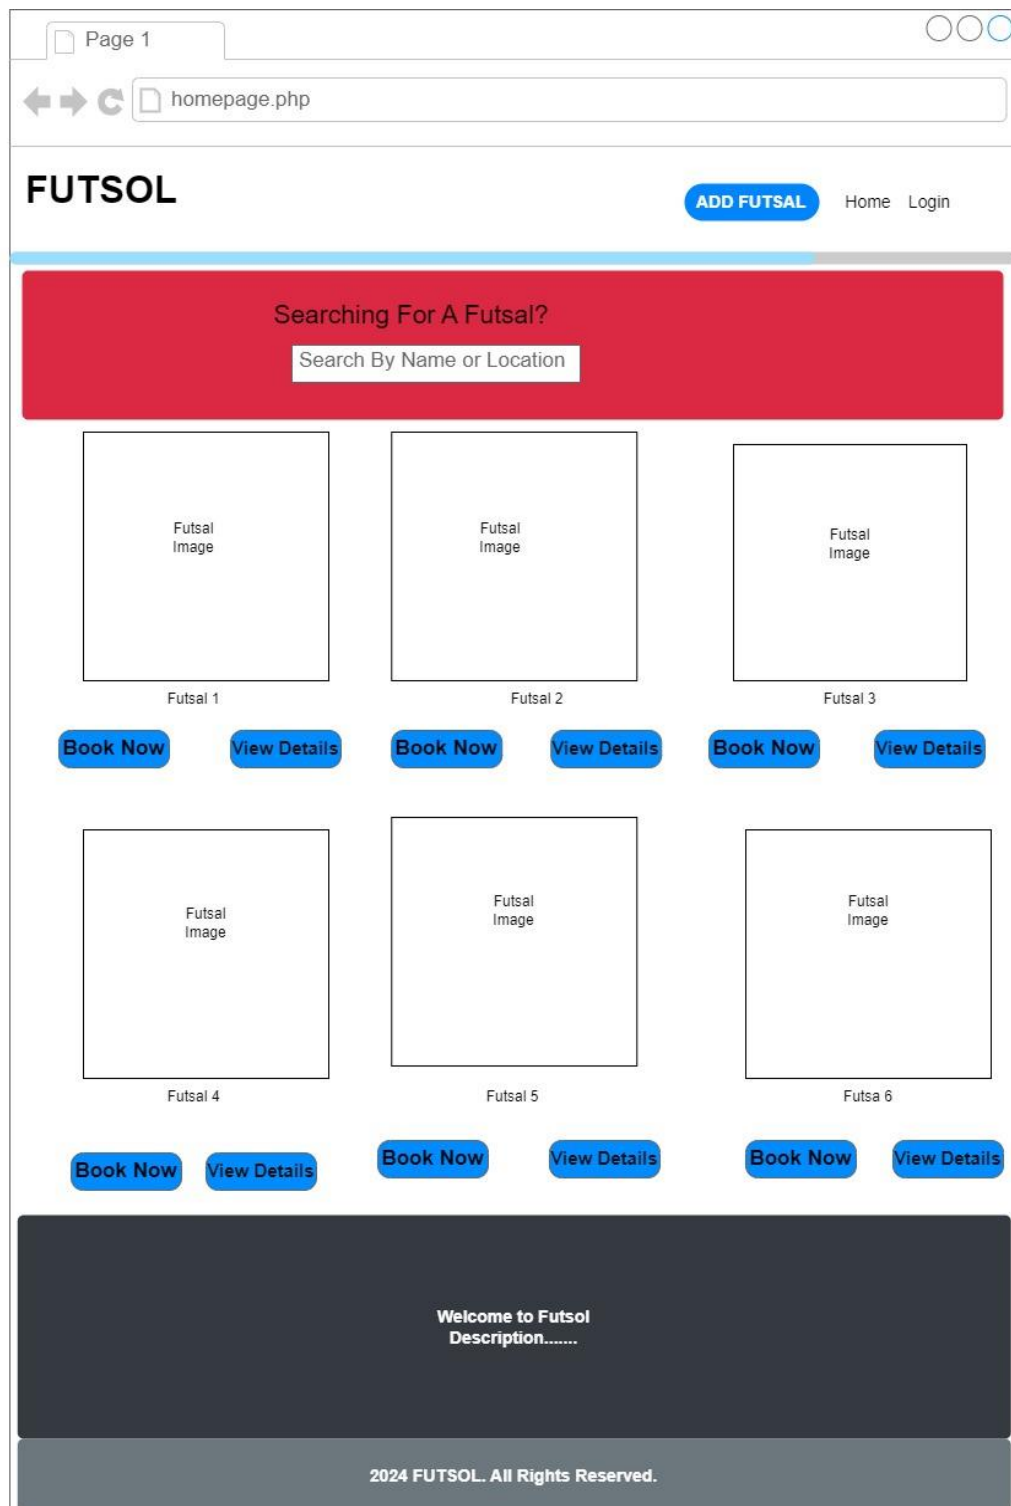 Page 1
homepage.php
FUTSOL
ADD FUTSAL
Home
Login
Searching For A Futsal?
Search By Name or Location
Futsal
Image
Futsal
Image
Futsal
Image
Futsal 1
Futsal 2
Futsal 3
Book Now
View Details
Book Now
View Details
Book Now
View Details
Futsal
Image
Futsal
Image
Futsal
Image
Futsal 4
Futsal 5
Futsa 6
Book Now
View Details
Book Now
View Details
Book Now
View Details
Welcome to Futsol
Description.......
2024 FUTSOL. All Rights Reserved.